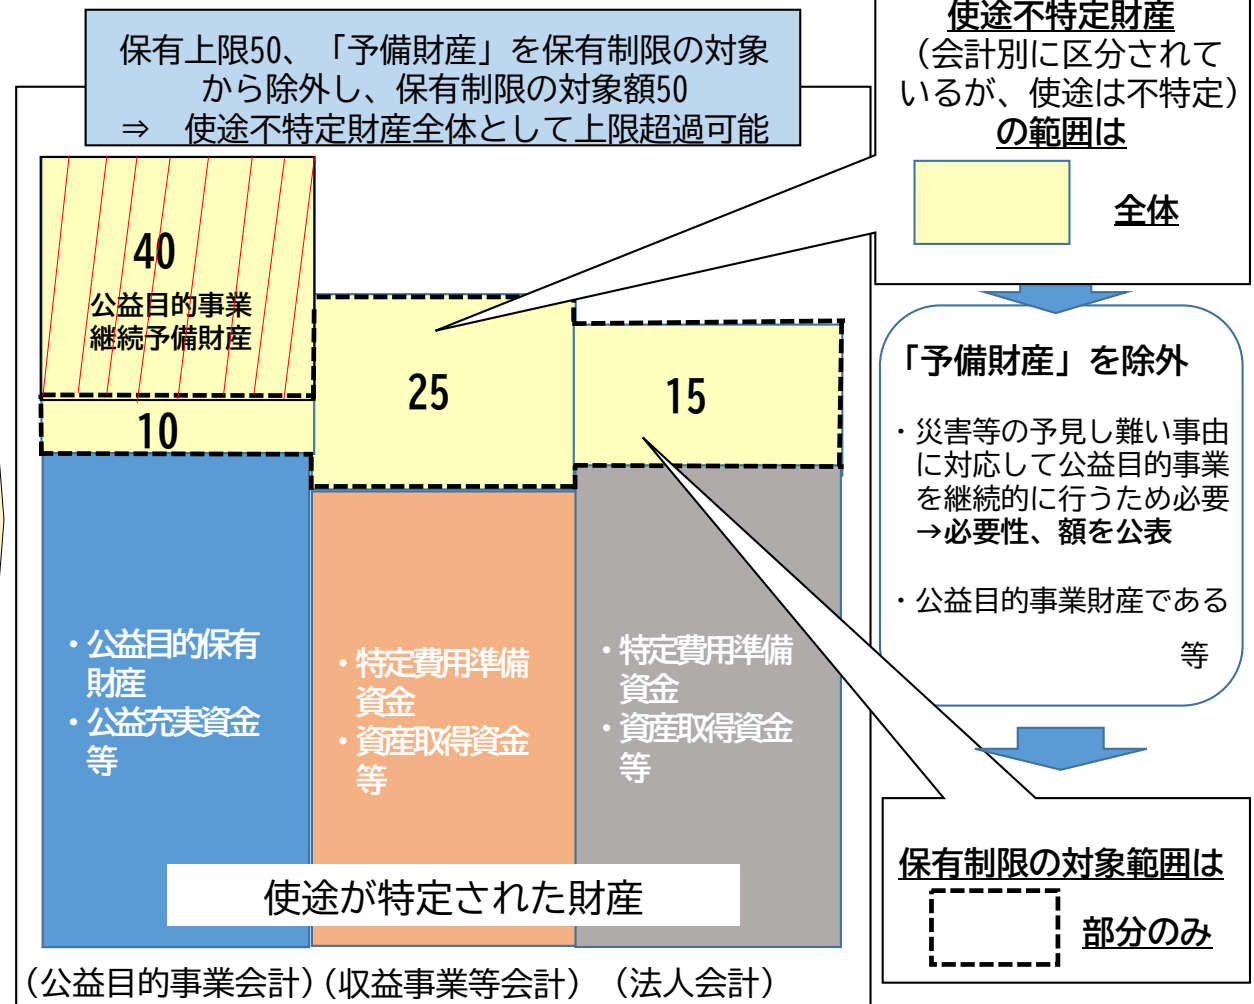 保有上限50、「予備財産」を保有制限の対象
から除外し、保有制限の対象額50
⇒　使途不特定財産全体として上限超過可能
使途不特定財産
（会計別に区分されて
いるが、使途は不特定）
の範囲は
全体
40
公益目的事業
継続予備財産
10
25
15
「予備財産」を除外
・災害等の予見し難い事由
に対応して公益目的事業
を継続的に行うため必要
→必要性、額を公表
・公益目的事業財産である
等
・公益目的保有
財産
・公益充実資金
等
・特定費用準備
資金
・資産取得資金
等
・特定費用準備
資金
・資産取得資金
等
使途が特定された財産
保有制限の対象範囲は
部分のみ
（公益目的事業会計）
（収益事業等会計）
（法人会計）